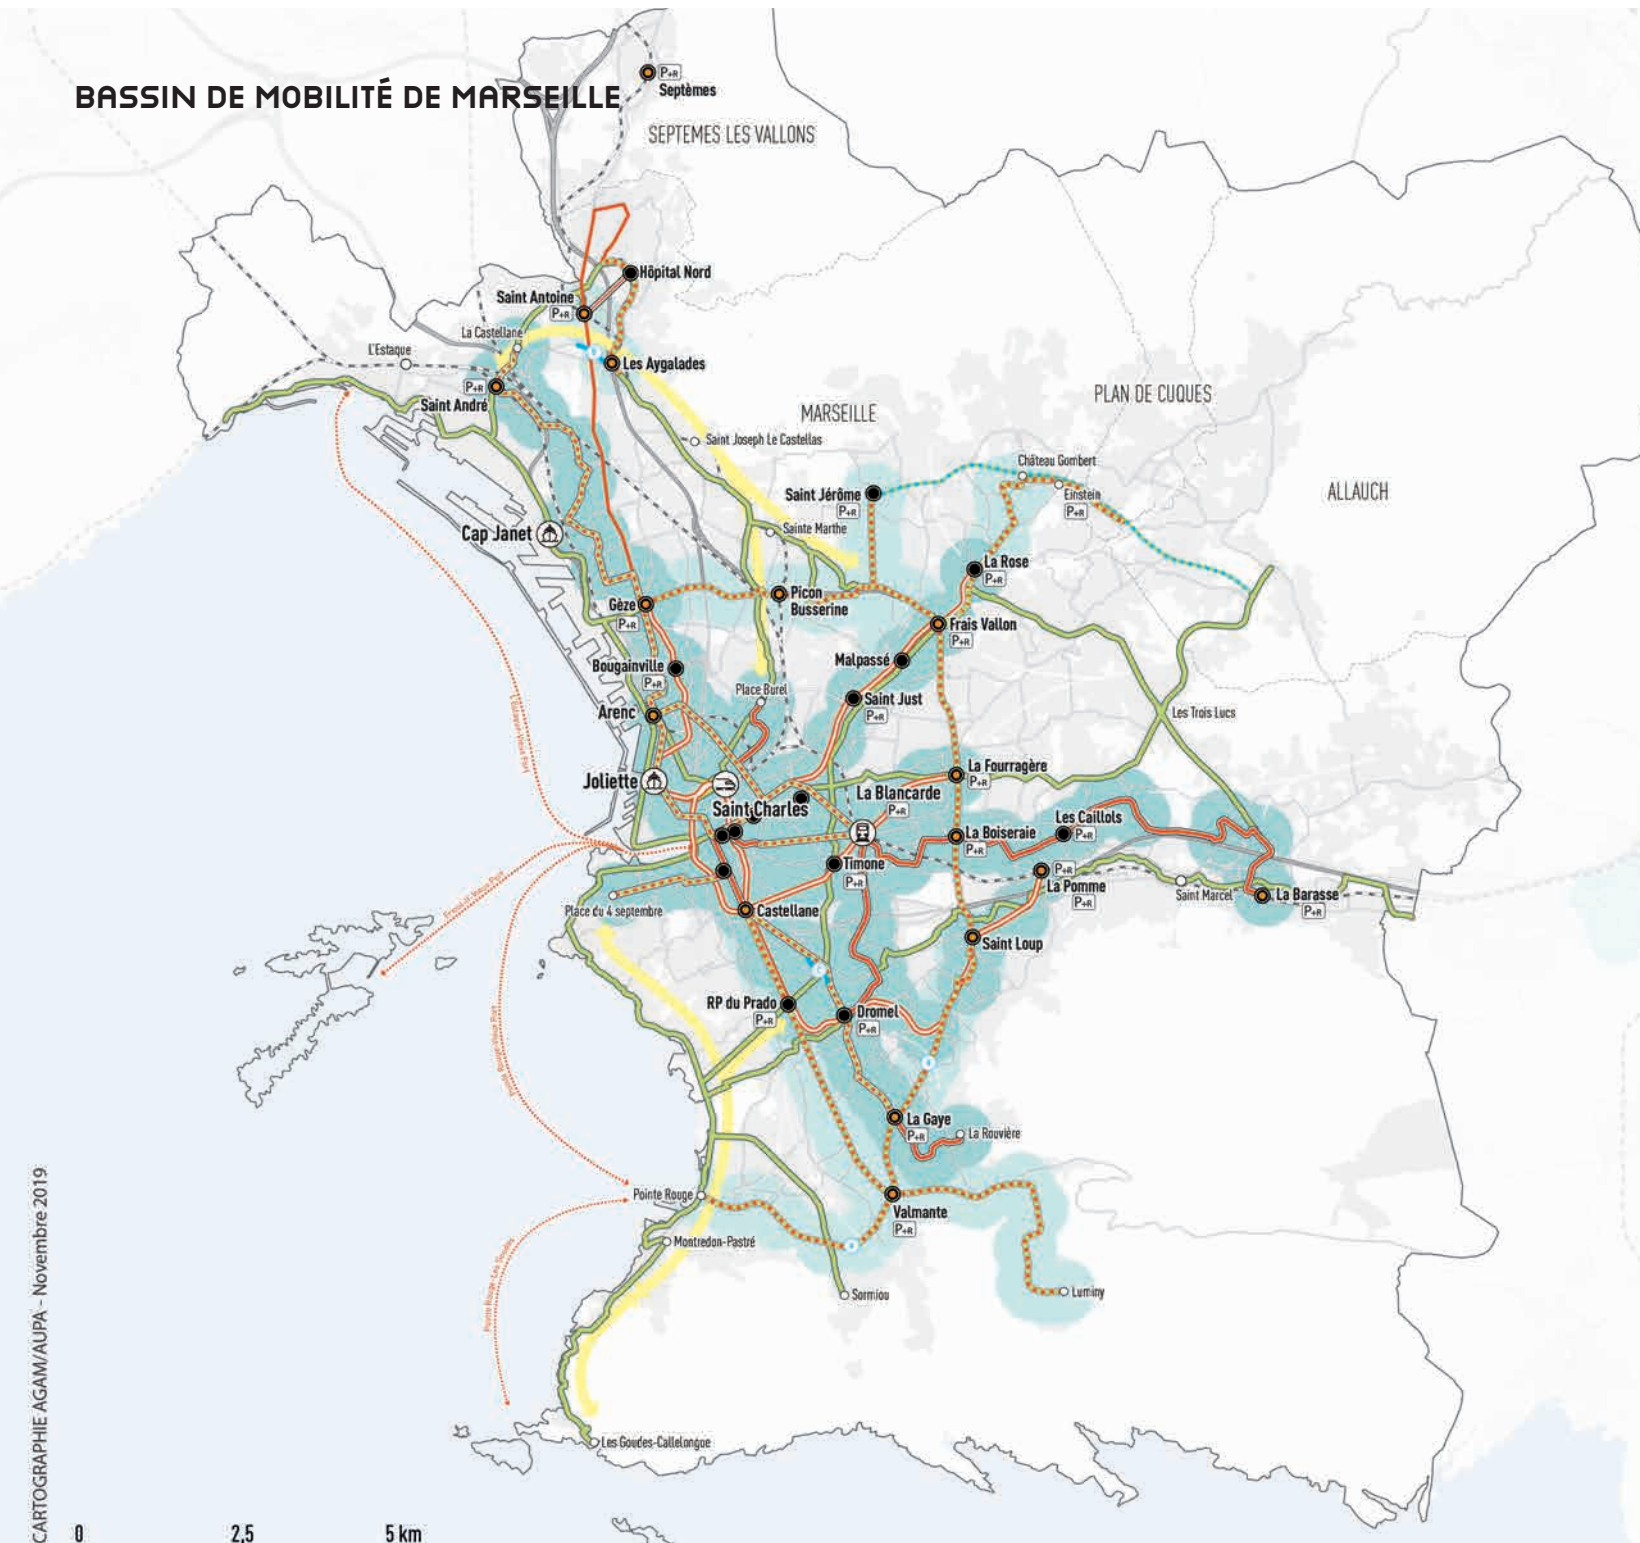 BASSIN DE MOBILITÉ DE MARSEILLE
P+R
Septèmes
SEPTEMES LES VALLONS
Hôpital Nord
Saint Antoine
P+R
La Castellane
L'Estaque
Les Aygalades
P+R
Saint André
PLAN DE CUQUES
MARSEILLE
Saint Joseph Le Castellas
Château Gombert
Saint Jérôme
P+R
Einstein
P+R
ALLAUCH
Cap Janet
Sainte Marthe
La Rose
P+R
Gèze
P+R
Picon
Busserine
Frais Vallon
P+R
Bougainville
P+R
Malpassé
Place Burel
Saint Just
P+R
Arenc
Les Trois Lucs
La Fourragère
P+R
Joliette
La Blancarde
P+R
Saint Charles
Les Caillols
P+R
La Boiseraie
P+R
Timone
P+R
P+R
La Pomme
P+R
Saint Marcel
La Barasse
P+R
Place du 4 septembre
Castellane
Saint Loup
RP du Prado
P+R
Dromel
P+R
La Gaye
P+R
La Rouvière
Pointe Rouge
Valmante
P+R
Montredon-Pastré
Sormiou
Luminy
Pointe Rouge-Les Goudes
Les Goudes-Callelongue
CARTOGRAPHIE AGAM/AUPA - Novembre 2019
0 2,5 5 km